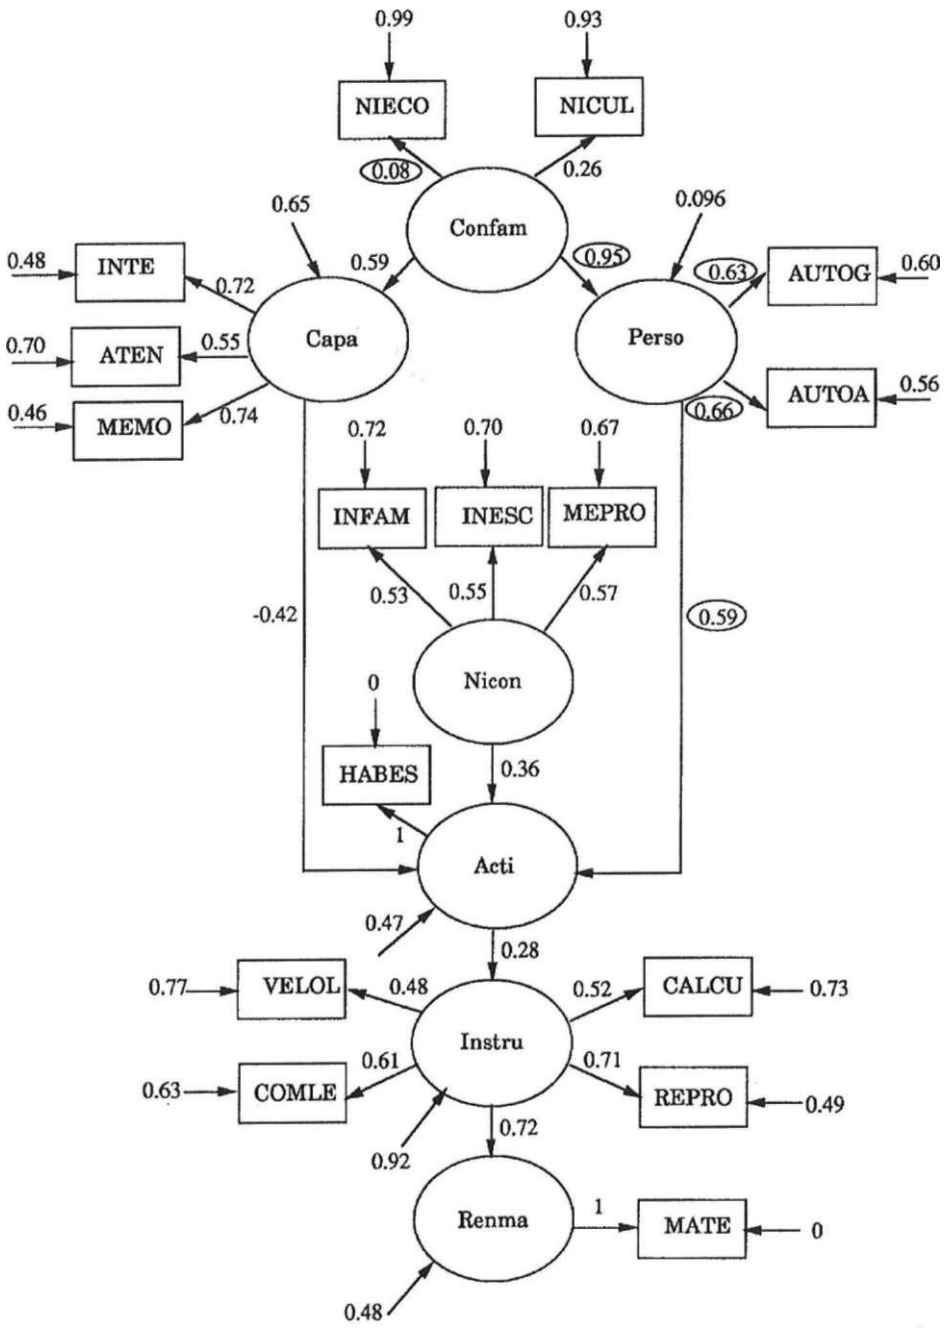 0.99 0.93
NIECO NICUL
0.08 0.26
0.65 Confam 0.096
0.48 INTE 0.59 0.95 0.63 AUTOG 0.60
0.72
0.70 ATEN 0.55 Capa Perso
0.46 MEMO 0.74 0.66 AUTOA 0.56
0.72 0.70 0.67
INFAM INESC MEPRO
0.53 0.55 0.57
-0.42 0.59
Nicon
0
HABES 0.36
1
Acti
0.47
0.28
0.77 VELOL 0.48 0.52 CALCU 0.73
Instru
0.63 COMLE 0.61 0.71 REPRO 0.49
0.92 0.72
Renma 1 MATE 0
0.48